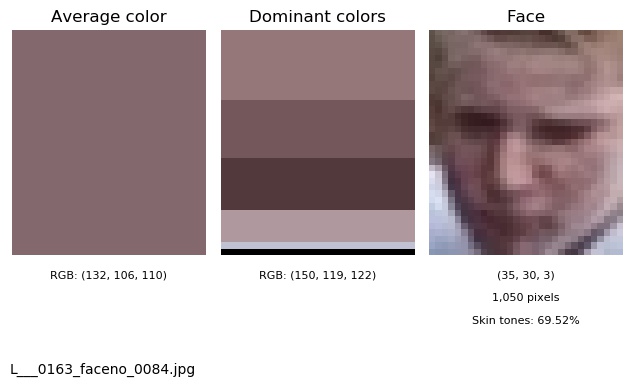 Average color
Dominant colors
Face
RGB: (132, 106, 110)
RGB: (150, 119, 122)
(35, 30, 3)
1,050 pixels
Skin tones: 69.52%
L___0163_faceno_0084.jpg